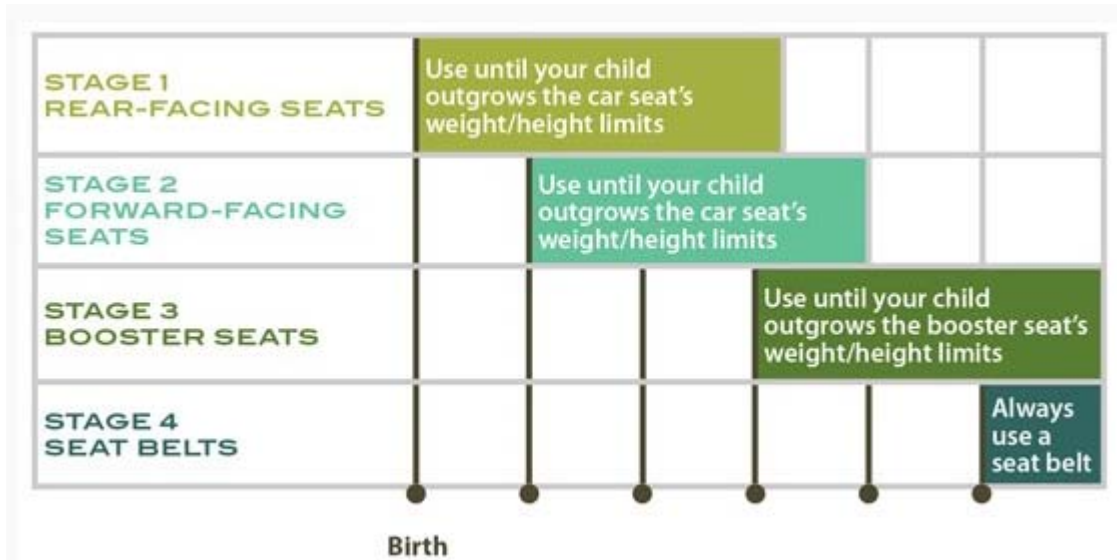 STAGE 1
REAR-FACING SEATS
Use until your child
outgrows the car seat's
weight/height limits
STAGE 2
FORWARD-FACING
SEATS
Use until your child
outgrows the car seat's
weight/height limits
STAGE 3
BOOSTER SEATS
Use until your child
outgrows the booster seat's
weight/height limits
STAGE 4
SEAT BELTS
Always
use a
seat belt
Birth